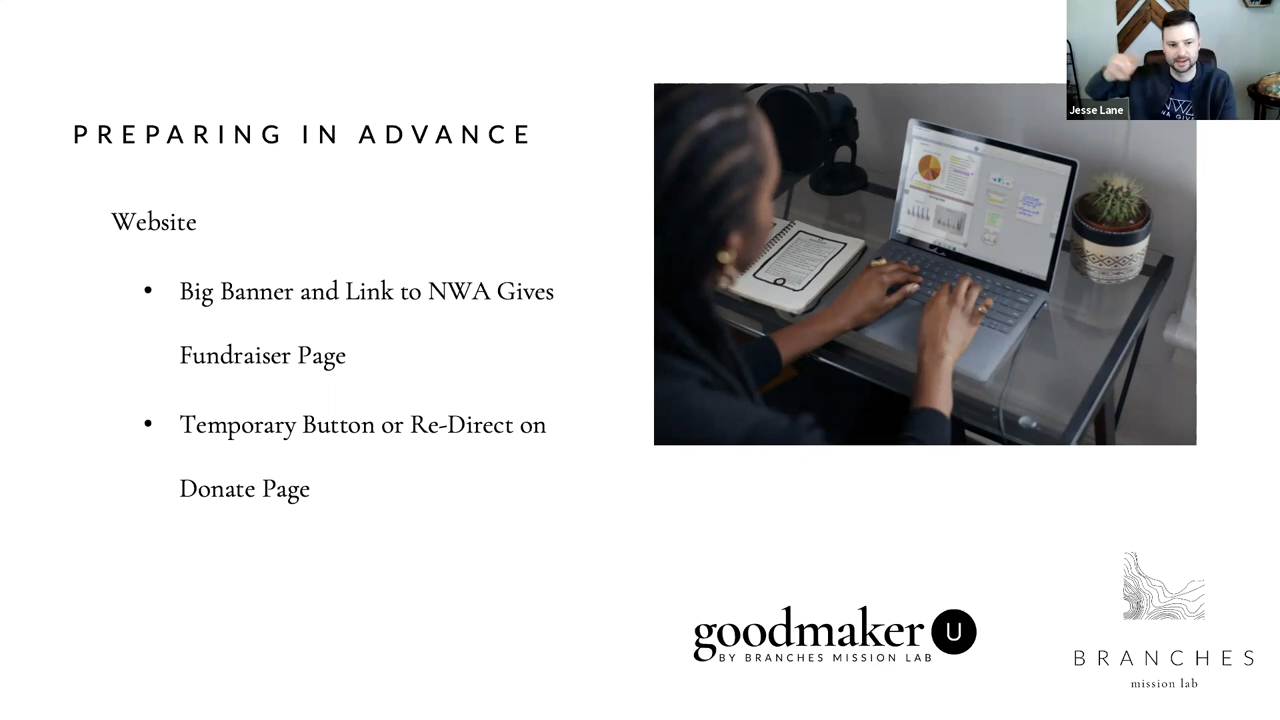 Jesse Lane
PREPARING IN ADVANCE
Website
• Big Banner and Link to NWA Gives
Fundraiser Page
• Temporary Button or Re-Direct on
Donate Page
goodmaker U
BY BRANCHES MISSION LAB
BRANCHES
mission lab